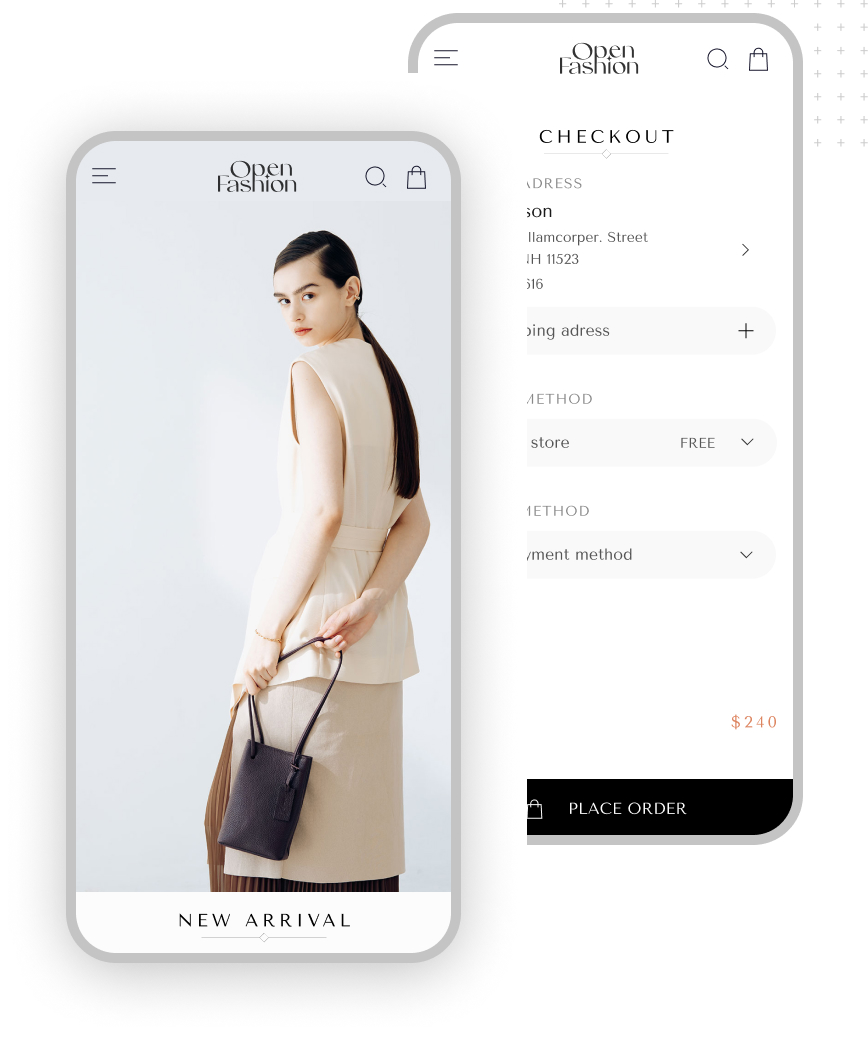 Open
Fashion
CHECKOUT
ADRESS
son
llamcorper. Street
NH 11523
616
ping adress
METHOD
store
FREE
METHOD
yment method
$240
PLACE ORDER
Open
Fashion
NEW ARRIVAL